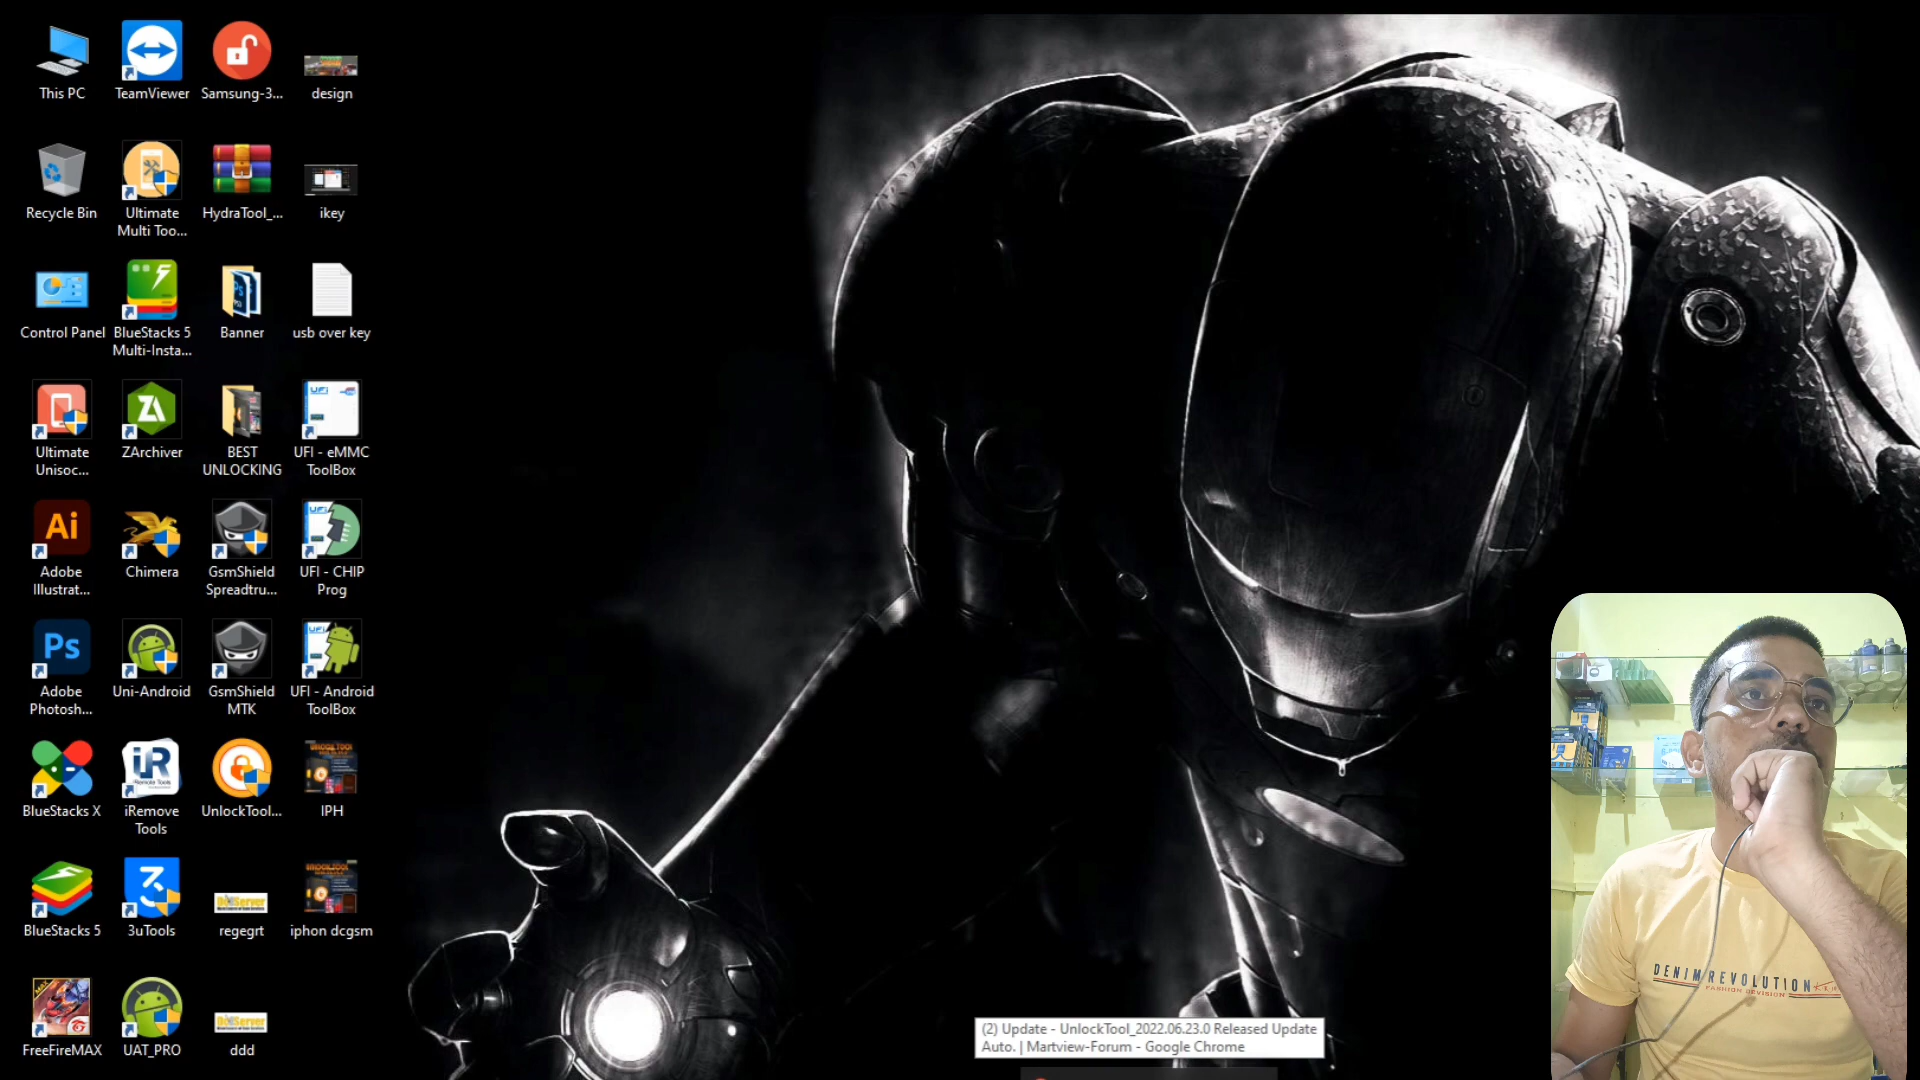 This PC
TeamViewer
Samsung-3...
design
Recycle Bin
Ultimate
Multi Too...
HydraTool_...
ikey
Control Panel
BlueStacks 5
Multi-Insta...
Banner
usb over key
Ultimate
Unisoc...
ZArchiver
BEST
UNLOCKING
UFI - eMMC
ToolBox
Adobe
Illustrat...
Chimera
GsmShield
Spreadtru...
UFI - CHIP
Prog
Adobe
Photosh...
Uni-Android
GsmShield
MTK
UFI - Android
ToolBox
BlueStacks X
iRemove
Tools
UnlockTool...
IPH
BlueStacks 5
3uTools
regegrt
iphon dcgsm
FreeFireMAX
UAT_PRO
ddd
(2) Update - UnlockTool_2022.06.23.0 Released Update
Auto. | Martview-Forum - Google Chrome
DENIM REVOLUTION
FASHION DIVISION